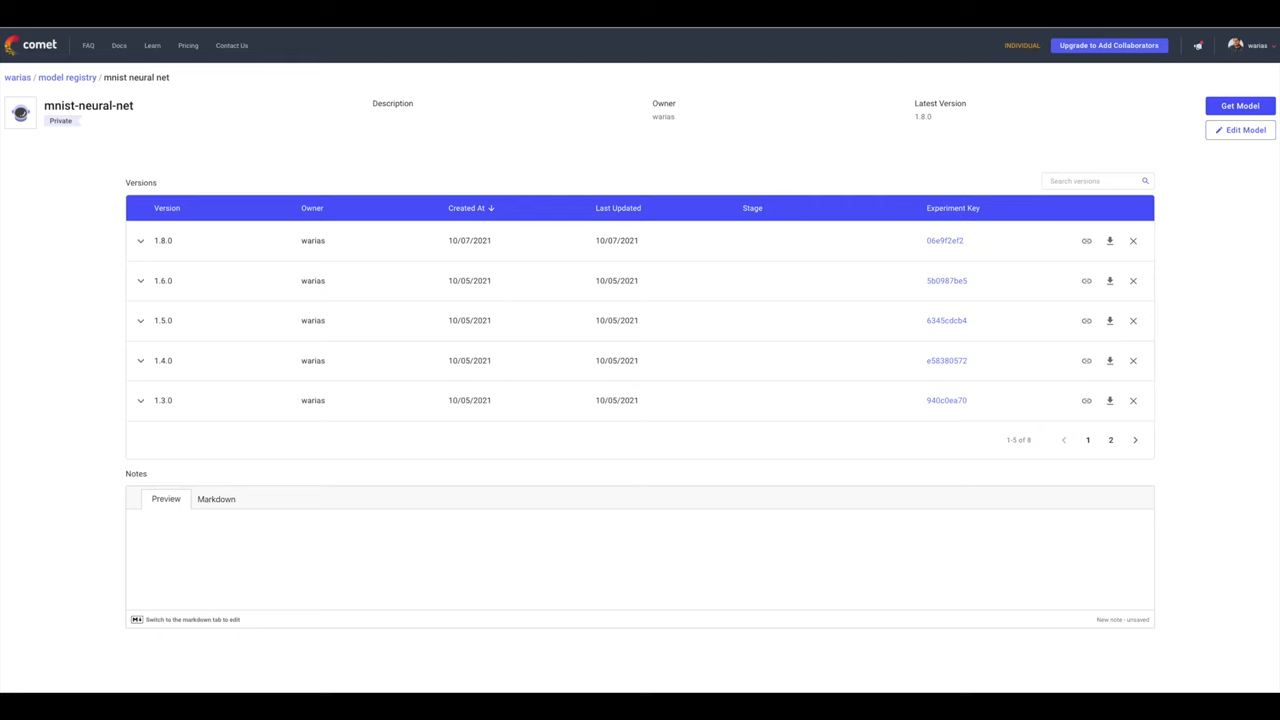 comet FAQ Docs Learn Pricing Contact Us INDIVIDUAL Upgrade to Add Collaborators warias
warias / model registry / mnist neural net
mnist-neural-net Description Owner Latest Version Get Model
Private warias 1.8.0 Edit Model
Versions Search versions
Version Owner Created At Last Updated Stage Experiment Key
1.8.0 warias 10/07/2021 10/07/2021 06e9f2ef2
1.6.0 warias 10/05/2021 10/05/2021 5b0987be5
1.5.0 warias 10/05/2021 10/05/2021 6345cdcb4
1.4.0 warias 10/05/2021 10/05/2021 e58380572
1.3.0 warias 10/05/2021 10/05/2021 940c0ea70
1-5 of 8 1 2
Notes
Preview Markdown
M Switch to the markdown tab to edit New note - unsaved